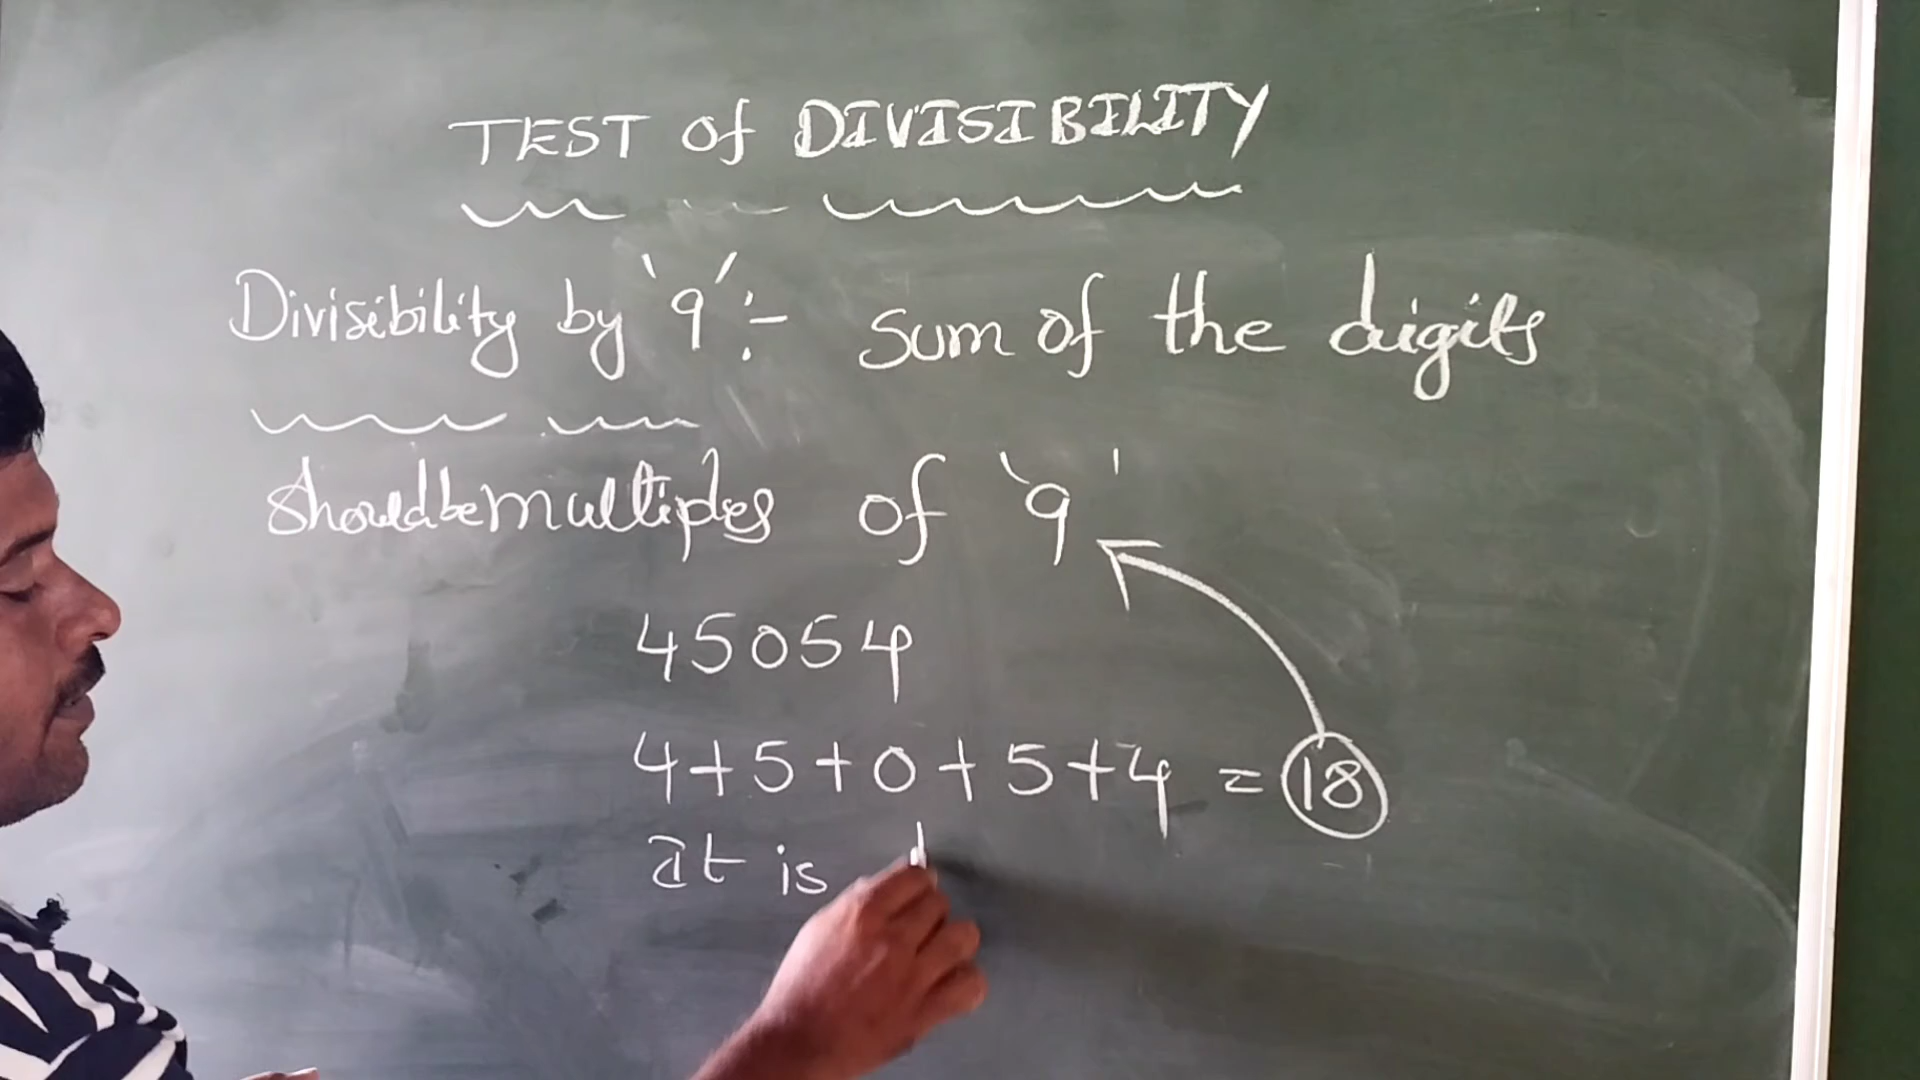 TEST of DIVISIBILITY
Divisibility by '9' :- Sum of the digits
Should be multiples of '9'
45054
4+5+0+5+4 = 18
It is